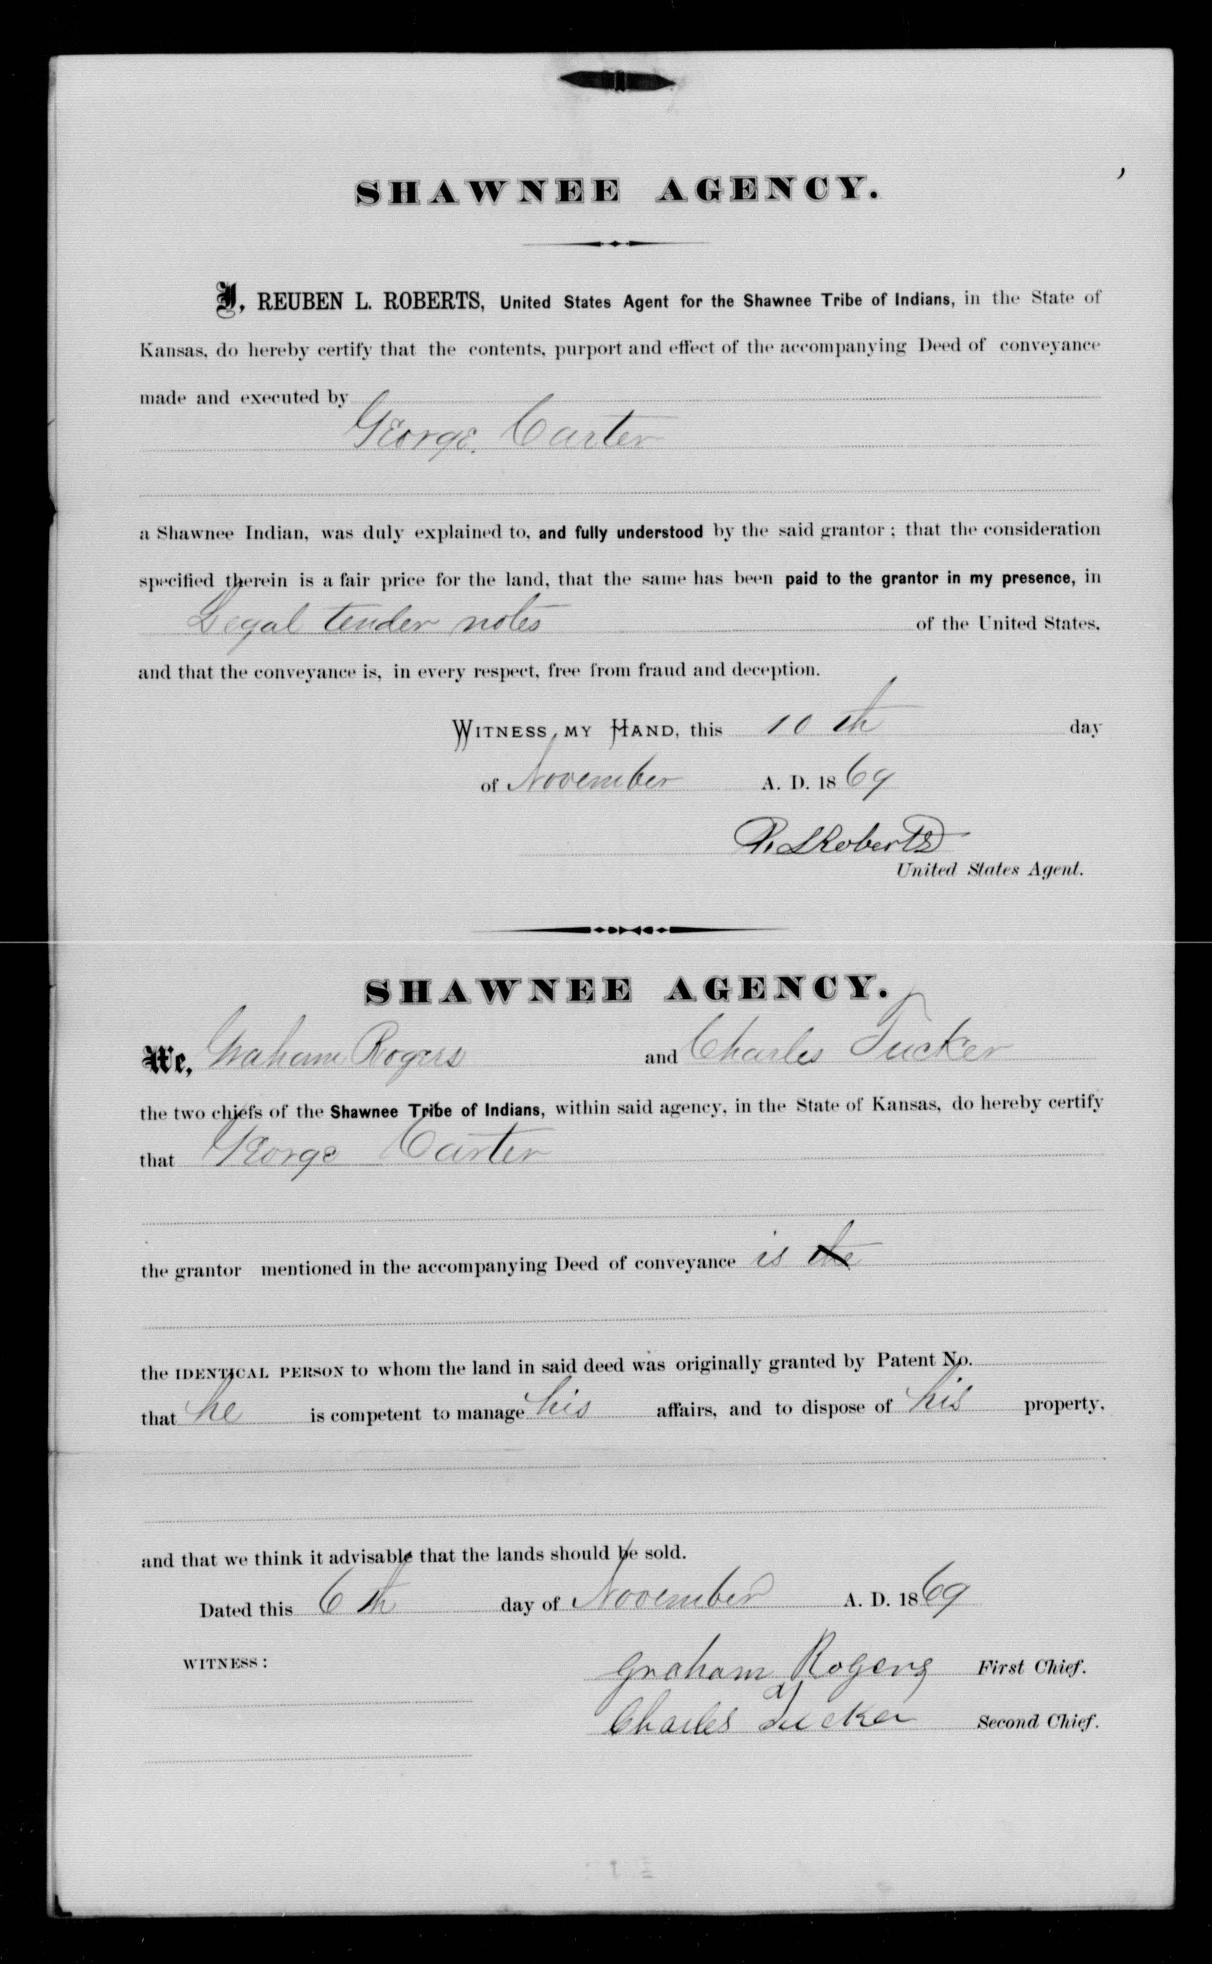 SHAWNEE AGENCY.
I, REUBEN L. ROBERTS, United States Agent for the Shawnee Tribe of Indians, in the State of
Kansas, do hereby certify that the contents, purport and effect of the accompanying Deed of conveyance
made and executed by
George Carter
a Shawnee Indian, was duly explained to, and fully understood by the said grantor; that the consideration
specified therein is a fair price for the land, that the same has been paid to the grantor in my presence, in
Legal tender notes of the United States,
and that the conveyance is, in every respect, free from fraud and deception.
WITNESS MY HAND, this 10th day
of November A. D. 1869
R. L Roberts
United States Agent.
SHAWNEE AGENCY.
We, Graham Rogers and Charles Tucker
the two chiefs of the Shawnee Tribe of Indians, within said agency, in the State of Kansas, do hereby certify
that George Carter
the grantor mentioned in the accompanying Deed of conveyance is the
the IDENTICAL PERSON to whom the land in said deed was originally granted by Patent No.
that he is competent to manage his affairs, and to dispose of his property,
and that we think it advisable that the lands should be sold.
Dated this 6th day of November A. D. 1869
WITNESS:
Graham Rogers First Chief.
Charles Tucker Second Chief.